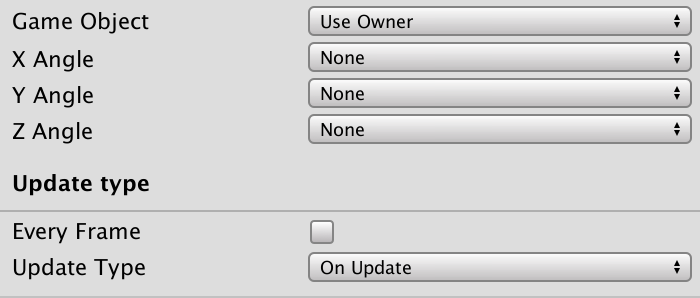 Game Object Use Owner
X Angle None
Y Angle None
Z Angle None
Update type
Every Frame
Update Type On Update